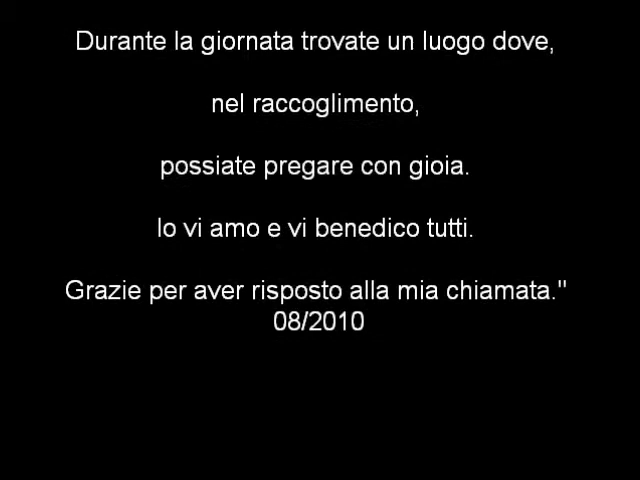 Durante la giornata trovate un luogo dove,
nel raccoglimento,
possiate pregare con gioia.
Io vi amo e vi benedico tutti.
Grazie per aver risposto alla mia chiamata."
08/2010